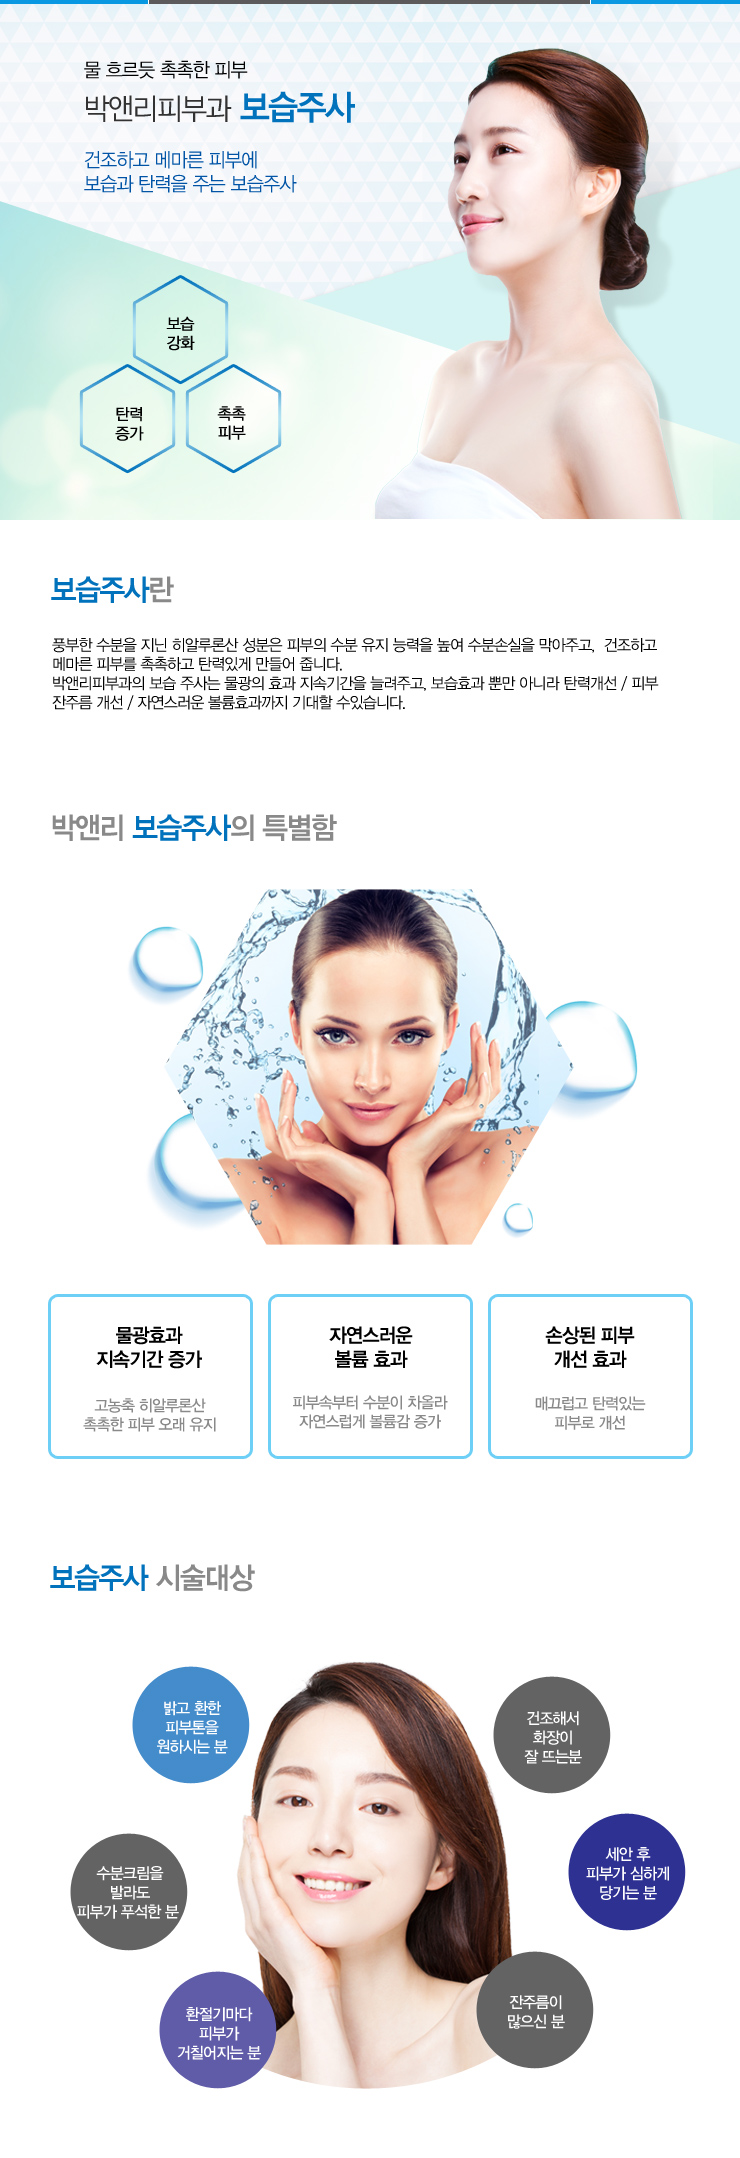 물 흐르듯 촉촉한 피부
박앤리피부과 보습주사
건조하고 메마른 피부에
보습과 탄력을 주는 보습주사
보습
강화
탄력
증가
촉촉
피부
보습주사란
풍부한 수분을 지닌 히알루론산 성분은 피부의 수분 유지 능력을 높여 수분손실을 막아주고, 건조하고
메마른 피부를 촉촉하고 탄력있게 만들어 줍니다.
박앤리피부과의 보습 주사는 물광의 효과 지속기간을 늘려주고, 보습효과 뿐만 아니라 탄력개선 / 피부
잔주름 개선 / 자연스러운 볼륨효과까지 기대할 수있습니다.
박앤리 보습주사의 특별함
물광효과
지속기간 증가
고농축 히알루론산
촉촉한 피부 오래 유지
자연스러운
볼륨 효과
피부속부터 수분이 차올라
자연스럽게 볼륨감 증가
손상된 피부
개선 효과
매끄럽고 탄력있는
피부로 개선
보습주사 시술대상
밝고 환한
피부톤을
원하시는 분
건조해서
화장이
잘 뜨는분
수분크림을
발라도
피부가 푸석한 분
세안 후
피부가 심하게
당기는 분
환절기마다
피부가
거칠어지는 분
잔주름이
많으신 분